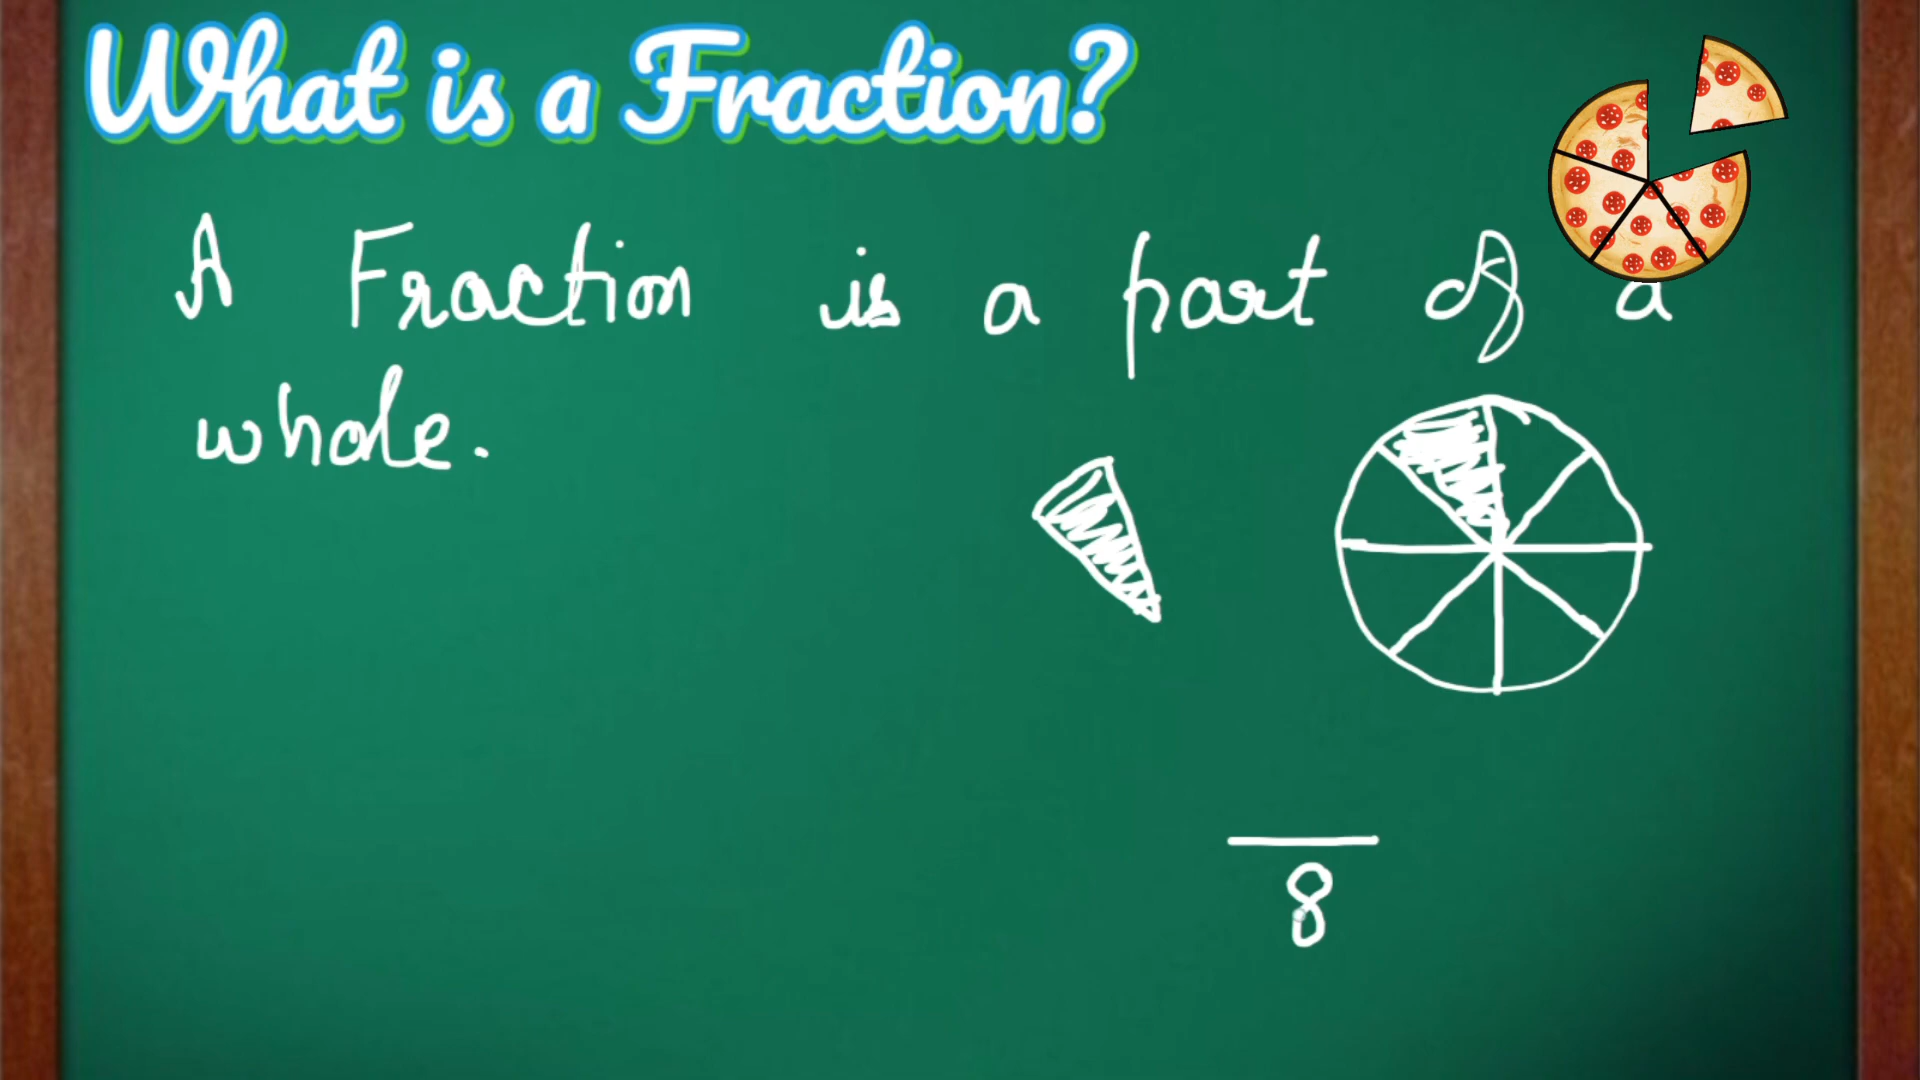 What is a Fraction?
A Fraction is a part of a
whole.
8